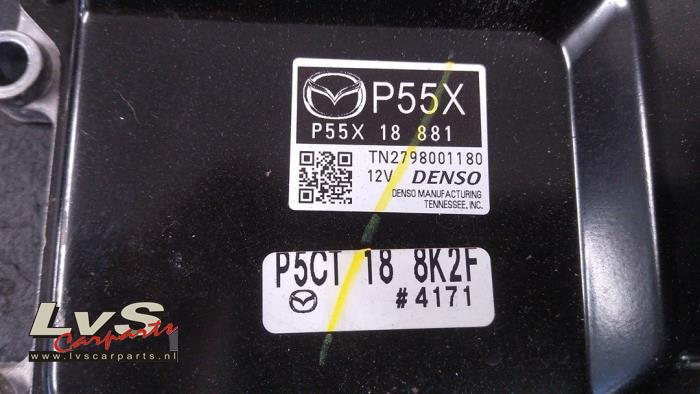 P55X
P55X 18 881
TN2798001180
12V DENSO
DENSO MANUFACTURING
TENNESSEE, INC.
P5CT 18 8K2F
#4171
LvS
Carparts
www.lvscarparts.nl